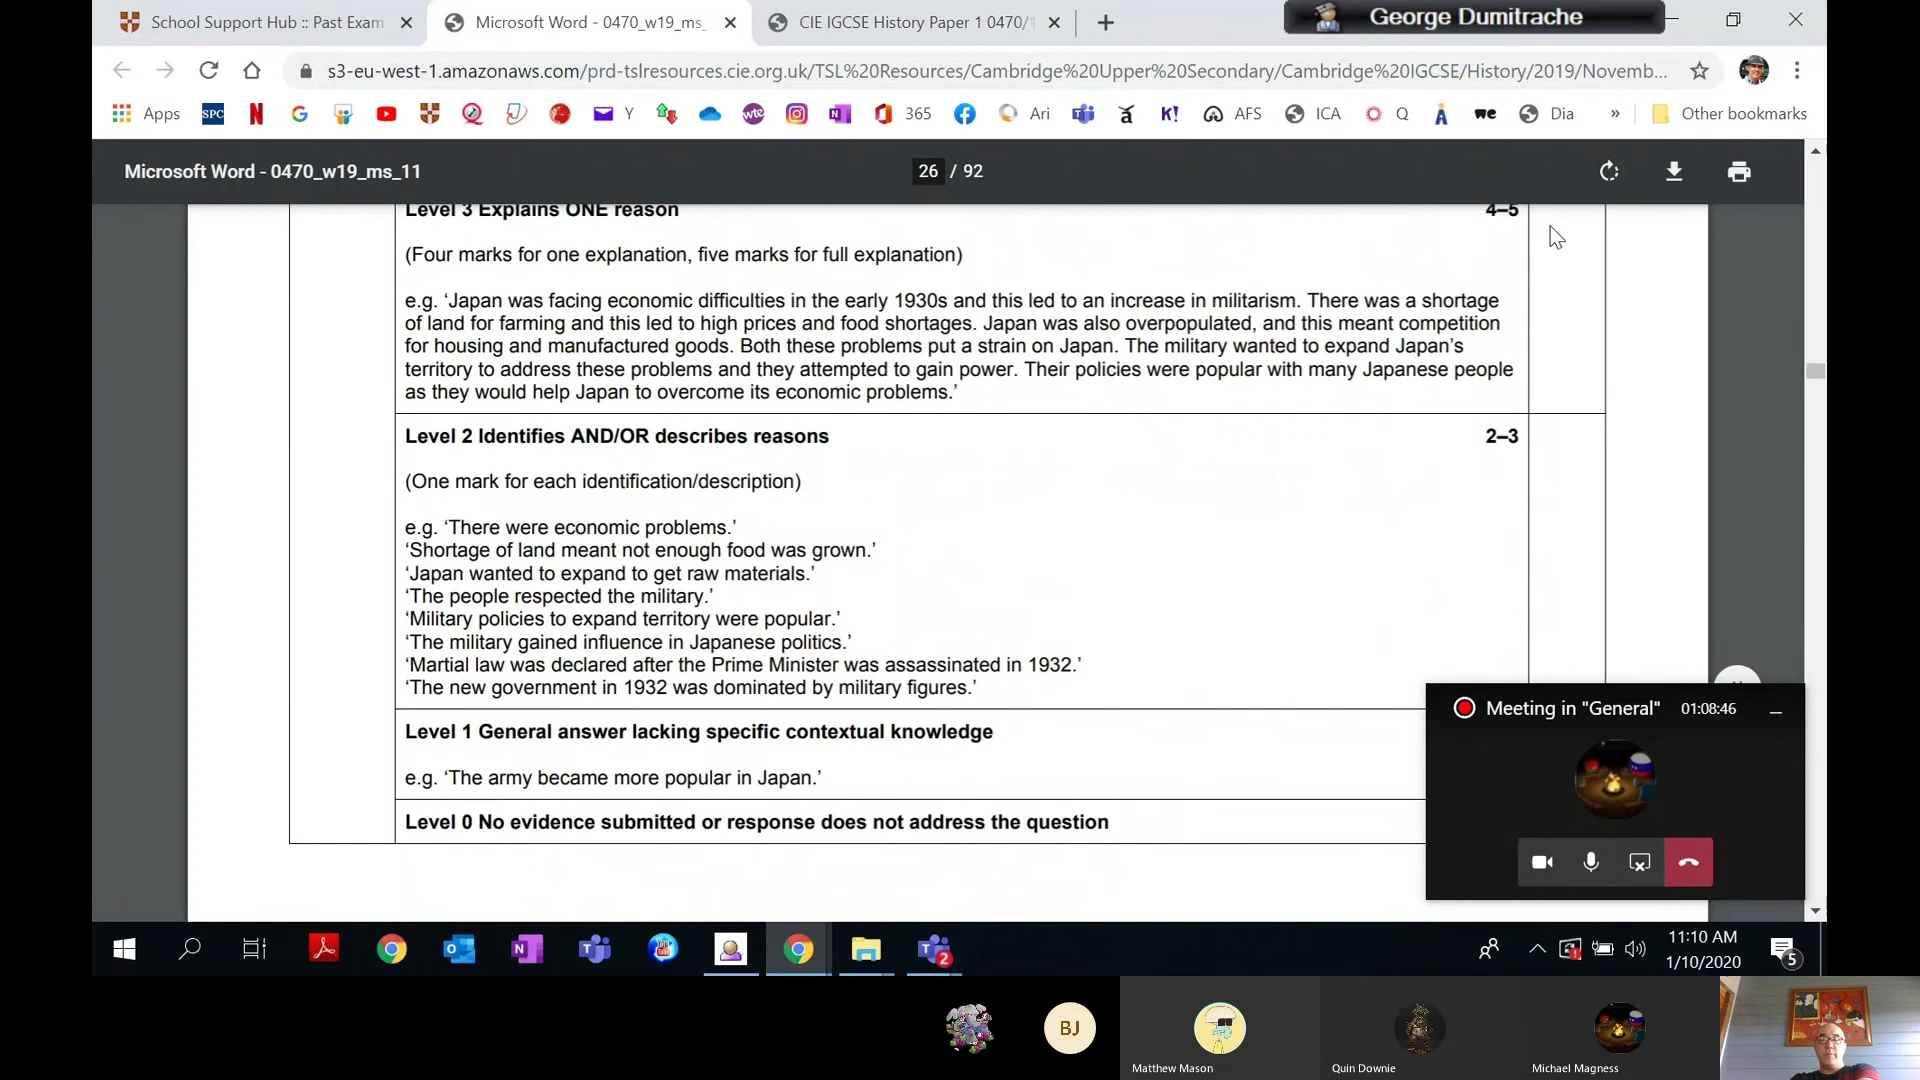 George Dumitrache
School Support Hub :: Past Exam
Microsoft Word - 0470_w19_ms_
CIE IGCSE History Paper 1 0470/1
s3-eu-west-1.amazonaws.com/prd-tslresources.cie.org.uk/TSL%20Resources/Cambridge%20Upper%20Secondary/Cambridge%20IGCSE/History/2019/Novemb...
Apps SPC N G Y wte 365 Ari K! AFS ICA Q we Dia » Other bookmarks
Microsoft Word - 0470_w19_ms_11 26 / 92
Level 3 Explains ONE reason 4–5
(Four marks for one explanation, five marks for full explanation)
e.g. ‘Japan was facing economic difficulties in the early 1930s and this led to an increase in militarism. There was a shortage
of land for farming and this led to high prices and food shortages. Japan was also overpopulated, and this meant competition
for housing and manufactured goods. Both these problems put a strain on Japan. The military wanted to expand Japan’s
territory to address these problems and they attempted to gain power. Their policies were popular with many Japanese people
as they would help Japan to overcome its economic problems.’
Level 2 Identifies AND/OR describes reasons 2–3
(One mark for each identification/description)
e.g. ‘There were economic problems.’
‘Shortage of land meant not enough food was grown.’
‘Japan wanted to expand to get raw materials.’
‘The people respected the military.’
‘Military policies to expand territory were popular.’
‘The military gained influence in Japanese politics.’
‘Martial law was declared after the Prime Minister was assassinated in 1932.’
‘The new government in 1932 was dominated by military figures.’
Level 1 General answer lacking specific contextual knowledge
e.g. ‘The army became more popular in Japan.’
Level 0 No evidence submitted or response does not address the question
Meeting in "General" 01:08:46
2
11:10 AM
1/10/2020
5
BJ
Matthew Mason
Quin Downie
Michael Magness